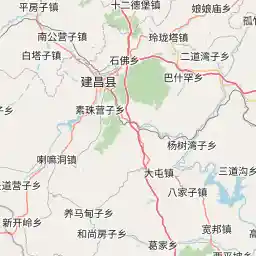 十二德堡镇
娘娘庙乡
平房子镇
南公营子镇
玲珑塔镇
白塔子镇
石佛乡
二道湾子乡
建昌县
巴什罕乡
素珠营子乡
杨树湾子乡
喇嘛洞镇
大屯镇
三道沟乡
道营子乡
八家子镇
养马甸子乡
新开岭乡
和尚房子乡
宽邦镇
葛家乡